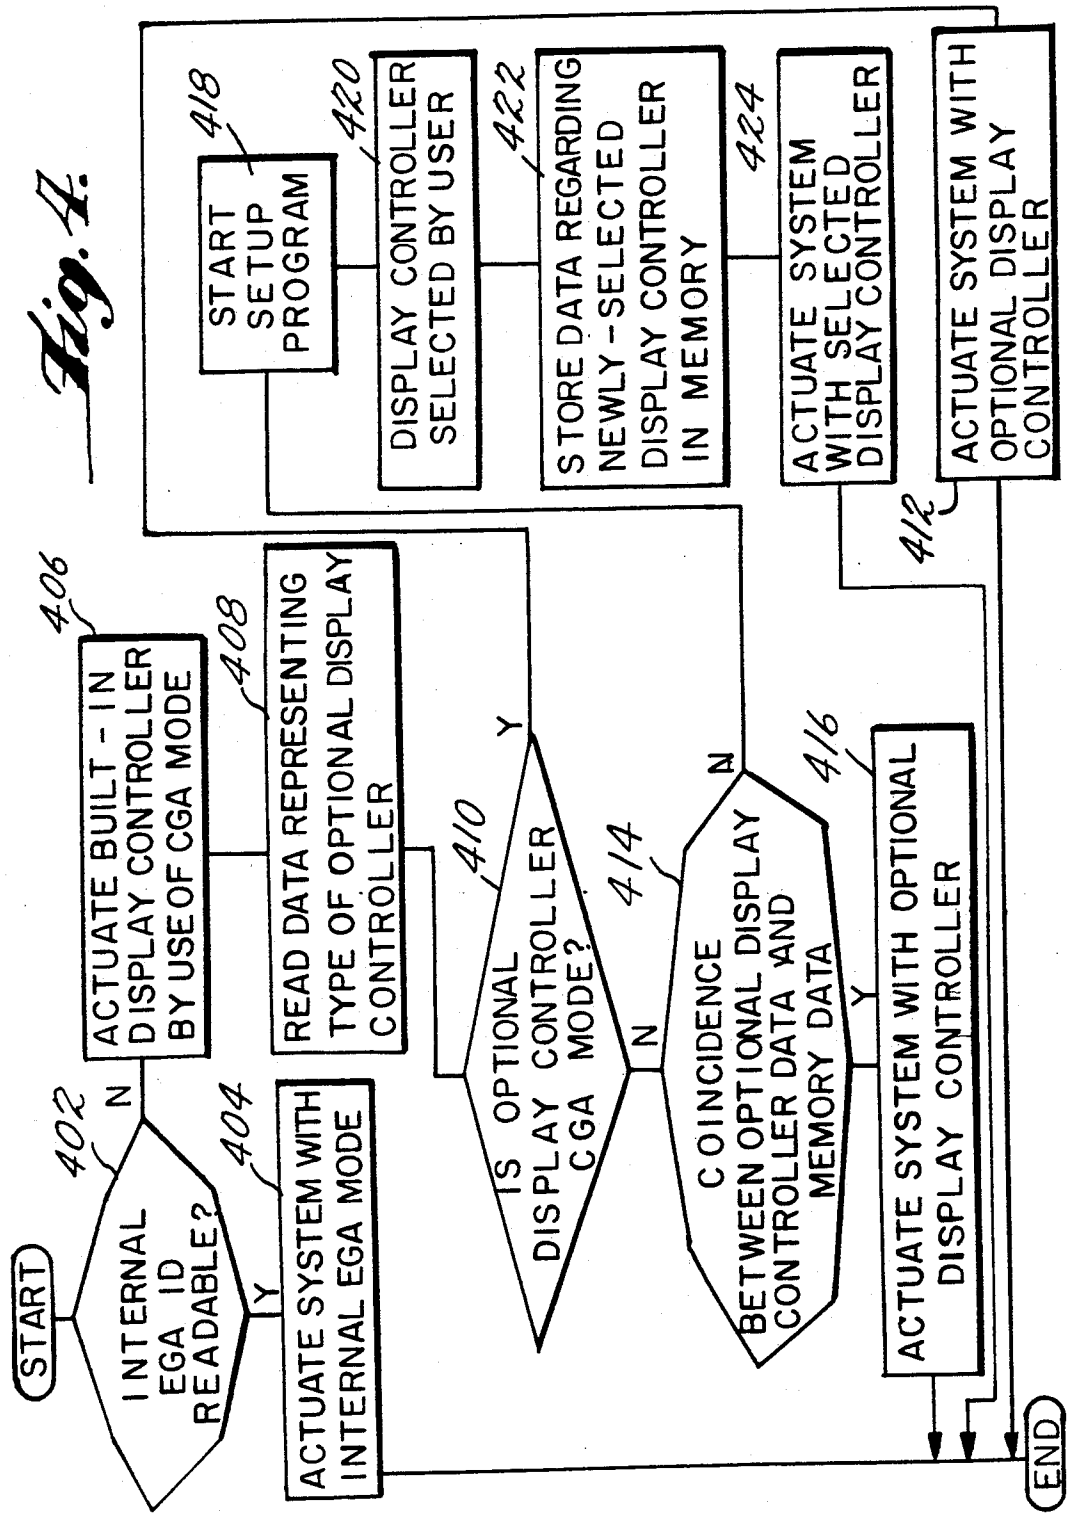 Fig. 4.
START
402
INTERNAL
EGA ID
READABLE?
N
Y
404
ACTUATE SYSTEM WITH
INTERNAL EGA MODE
406
ACTUATE BUILT-IN
DISPLAY CONTROLLER
BY USE OF CGA MODE
408
READ DATA REPRESENTING
TYPE OF OPTIONAL DISPLAY
CONTROLLER
410
IS OPTIONAL
DISPLAY CONTROLLER
CGA MODE?
Y
N
414
COINCIDENCE
BETWEEN OPTIONAL DISPLAY
CONTROLLER DATA AND
MEMORY DATA
N
Y
416
ACTUATE SYSTEM WITH OPTIONAL
DISPLAY CONTROLLER
418
START
SETUP
PROGRAM
420
DISPLAY CONTROLLER
SELECTED BY USER
422
STORE DATA REGARDING
NEWLY-SELECTED
DISPLAY CONTROLLER
IN MEMORY
424
ACTUATE SYSTEM
WITH SELECTED
DISPLAY CONTROLLER
412
ACTUATE SYSTEM WITH
OPTIONAL DISPLAY
CONTROLLER
END